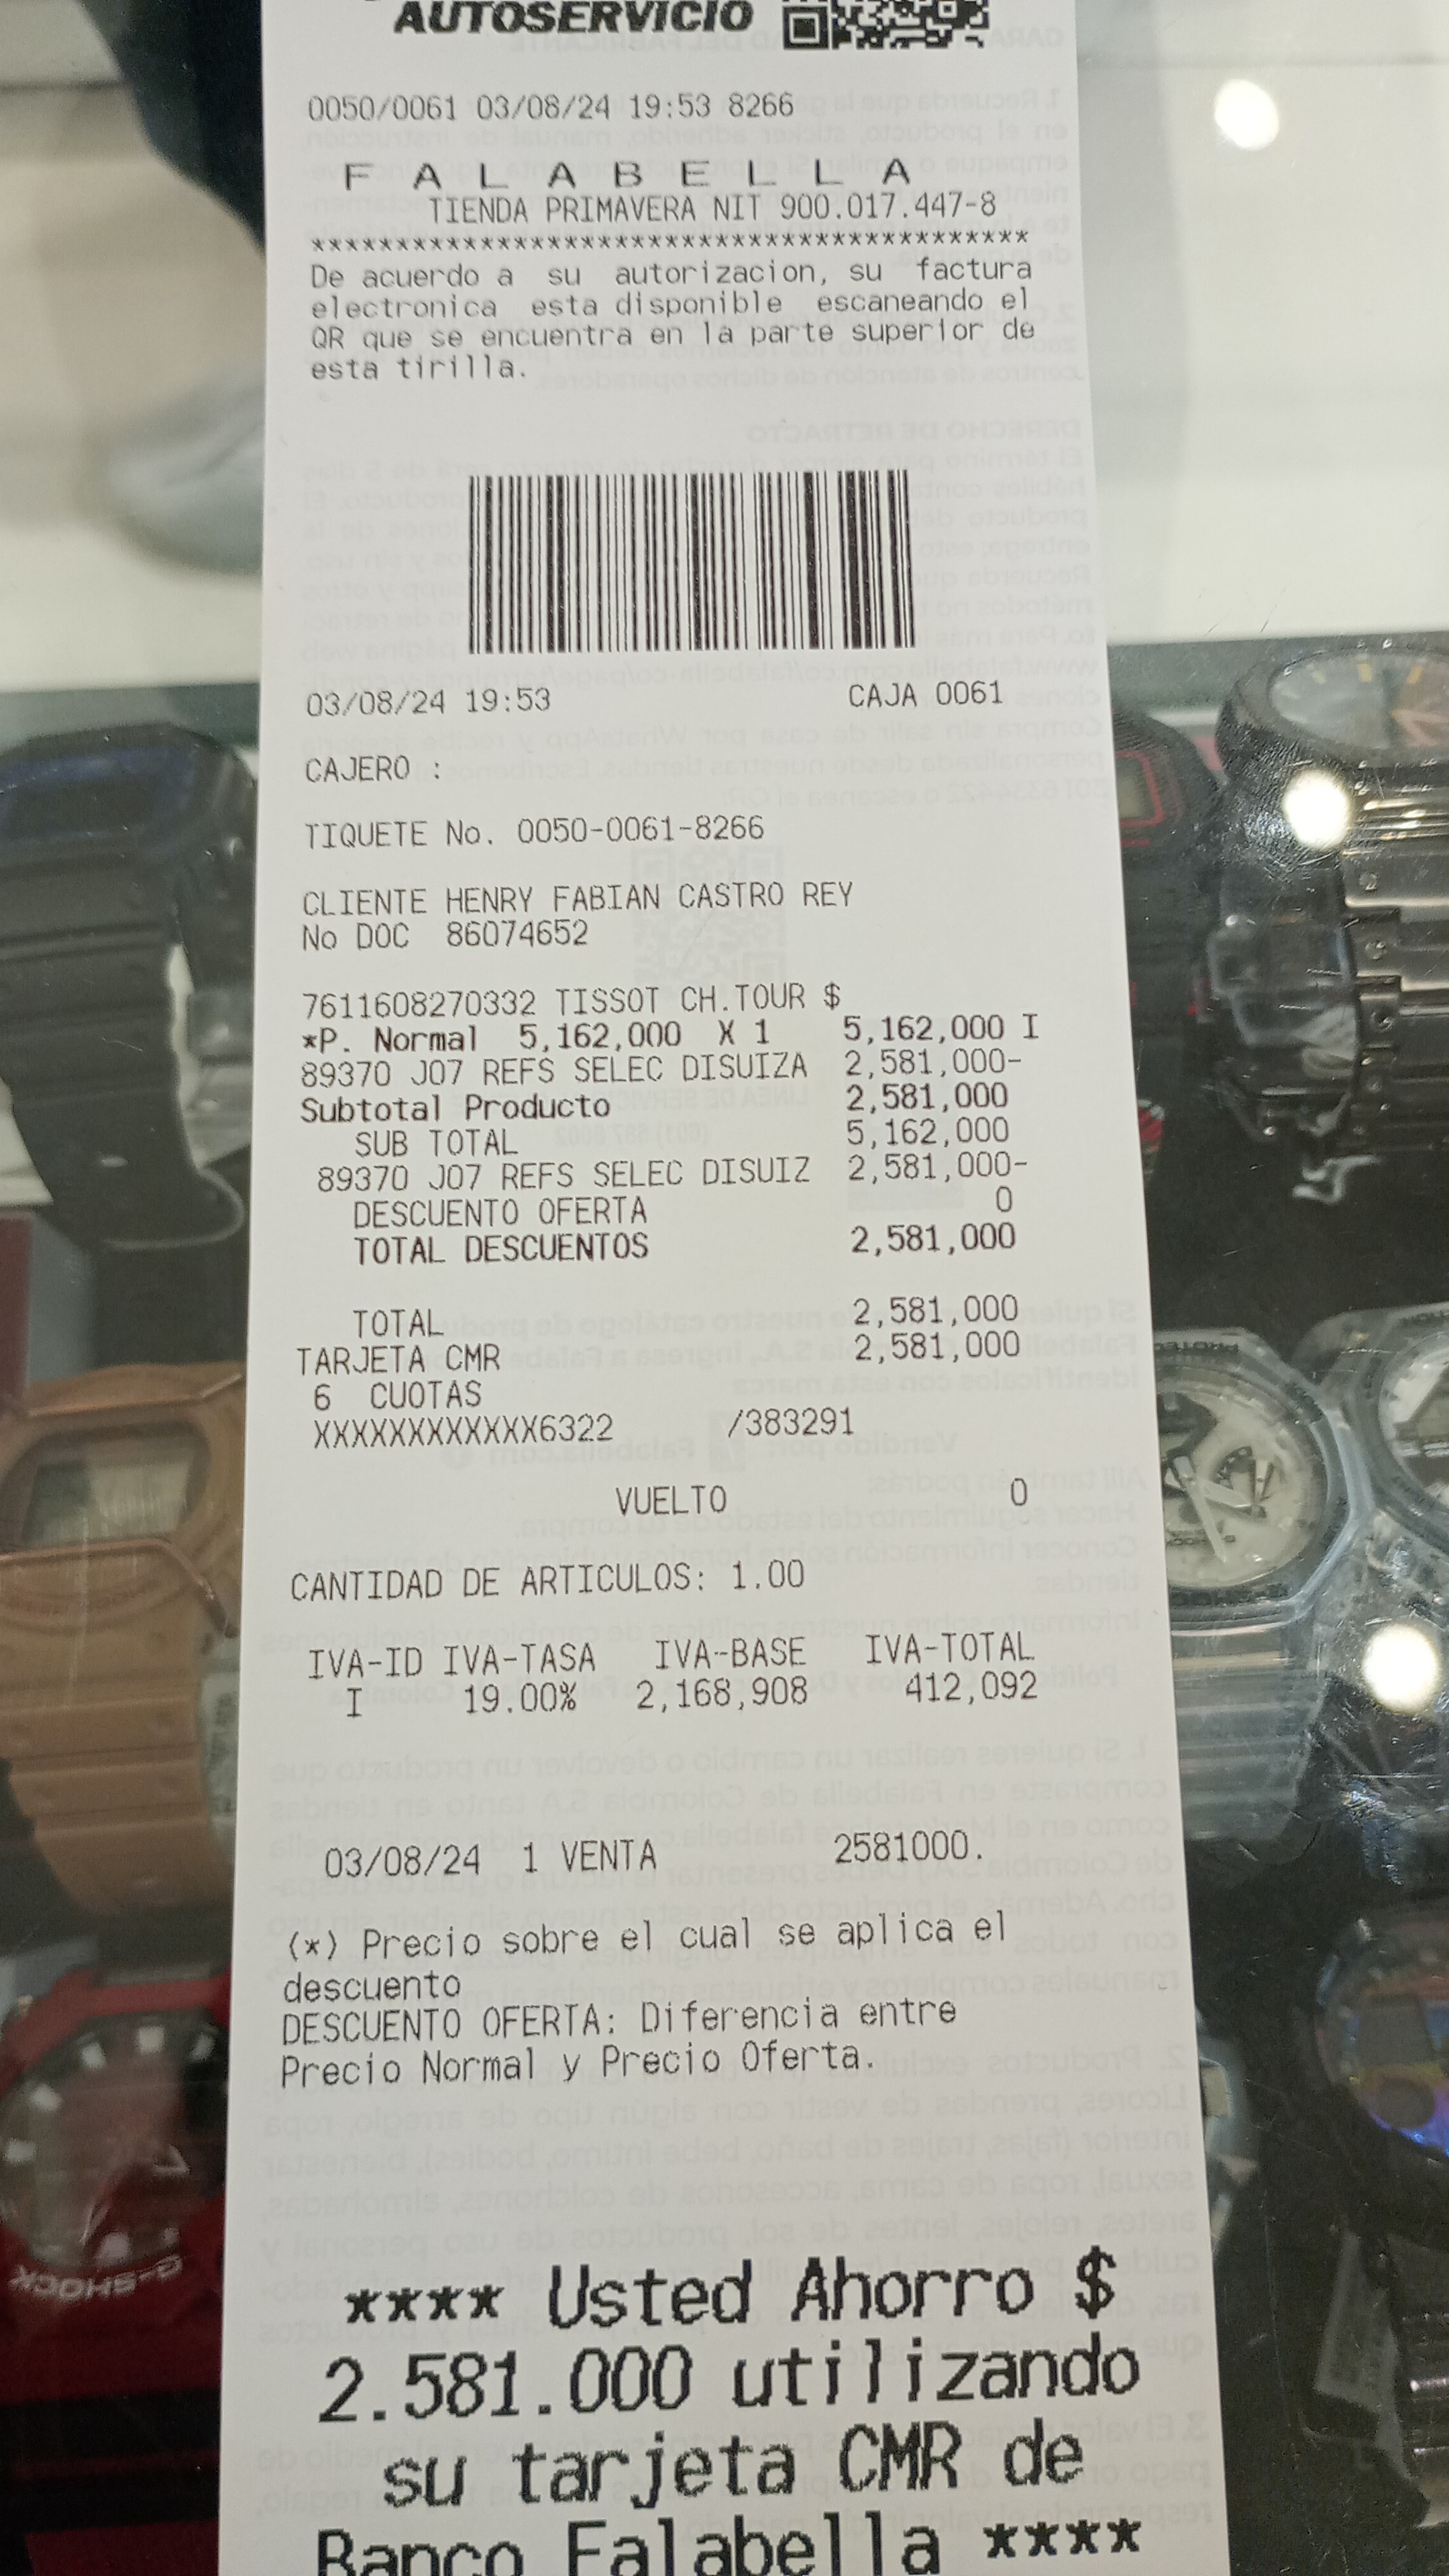 AUTOSERVICIO
0050/0061 03/08/24 19:53 8266
F A L A B E L L A
TIENDA PRIMAVERA NIT 900.017.447-8
******************************************
De acuerdo a su autorizacion, su factura
electronica esta disponible escaneando el
QR que se encuentra en la parte superior de
esta tirilla.
03/08/24 19:53 CAJA 0061
CAJERO :
TIQUETE No. 0050-0061-8266
CLIENTE HENRY FABIAN CASTRO REY
No DOC 86074652
7611608270332 TISSOT CH.TOUR $
*P. Normal 5,162,000 X 1 5,162,000 I
89370 J07 REFS SELEC DISUIZA 2,581,000-
Subtotal Producto 2,581,000
SUB TOTAL 5,162,000
89370 J07 REFS SELEC DISUIZ 2,581,000-
DESCUENTO OFERTA 0
TOTAL DESCUENTOS 2,581,000
TOTAL 2,581,000
TARJETA CMR 2,581,000
6 CUOTAS
XXXXXXXXXXXX6322 /383291
VUELTO 0
CANTIDAD DE ARTICULOS: 1.00
IVA-ID IVA-TASA IVA-BASE IVA-TOTAL
I 19.00% 2,168,908 412,092
03/08/24 1 VENTA 2581000.
(*) Precio sobre el cual se aplica el
descuento
DESCUENTO OFERTA: Diferencia entre
Precio Normal y Precio Oferta.
**** Usted Ahorro $
2.581.000 utilizando
su tarjeta CMR de
Banco Falabella ****
G-SHOCK